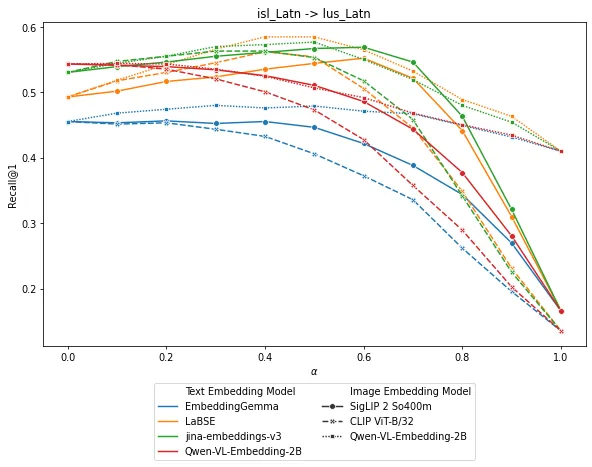 isl_Latn -> lus_Latn
0.6
0.5
0.4
0.3
0.2
Recall@1
0.0 0.2 0.4 0.6 0.8 1.0
α
Text Embedding Model Image Embedding Model
EmbeddingGemma SigLIP 2 So400m
LaBSE CLIP ViT-B/32
jina-embeddings-v3 Qwen-VL-Embedding-2B
Qwen-VL-Embedding-2B